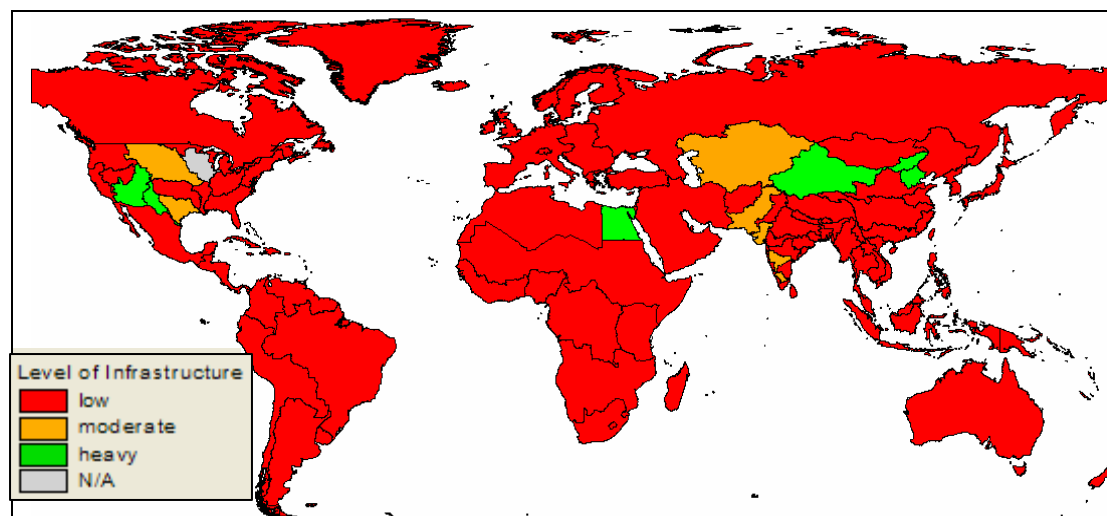 Level of Infrastructure
low
moderate
heavy
N/A